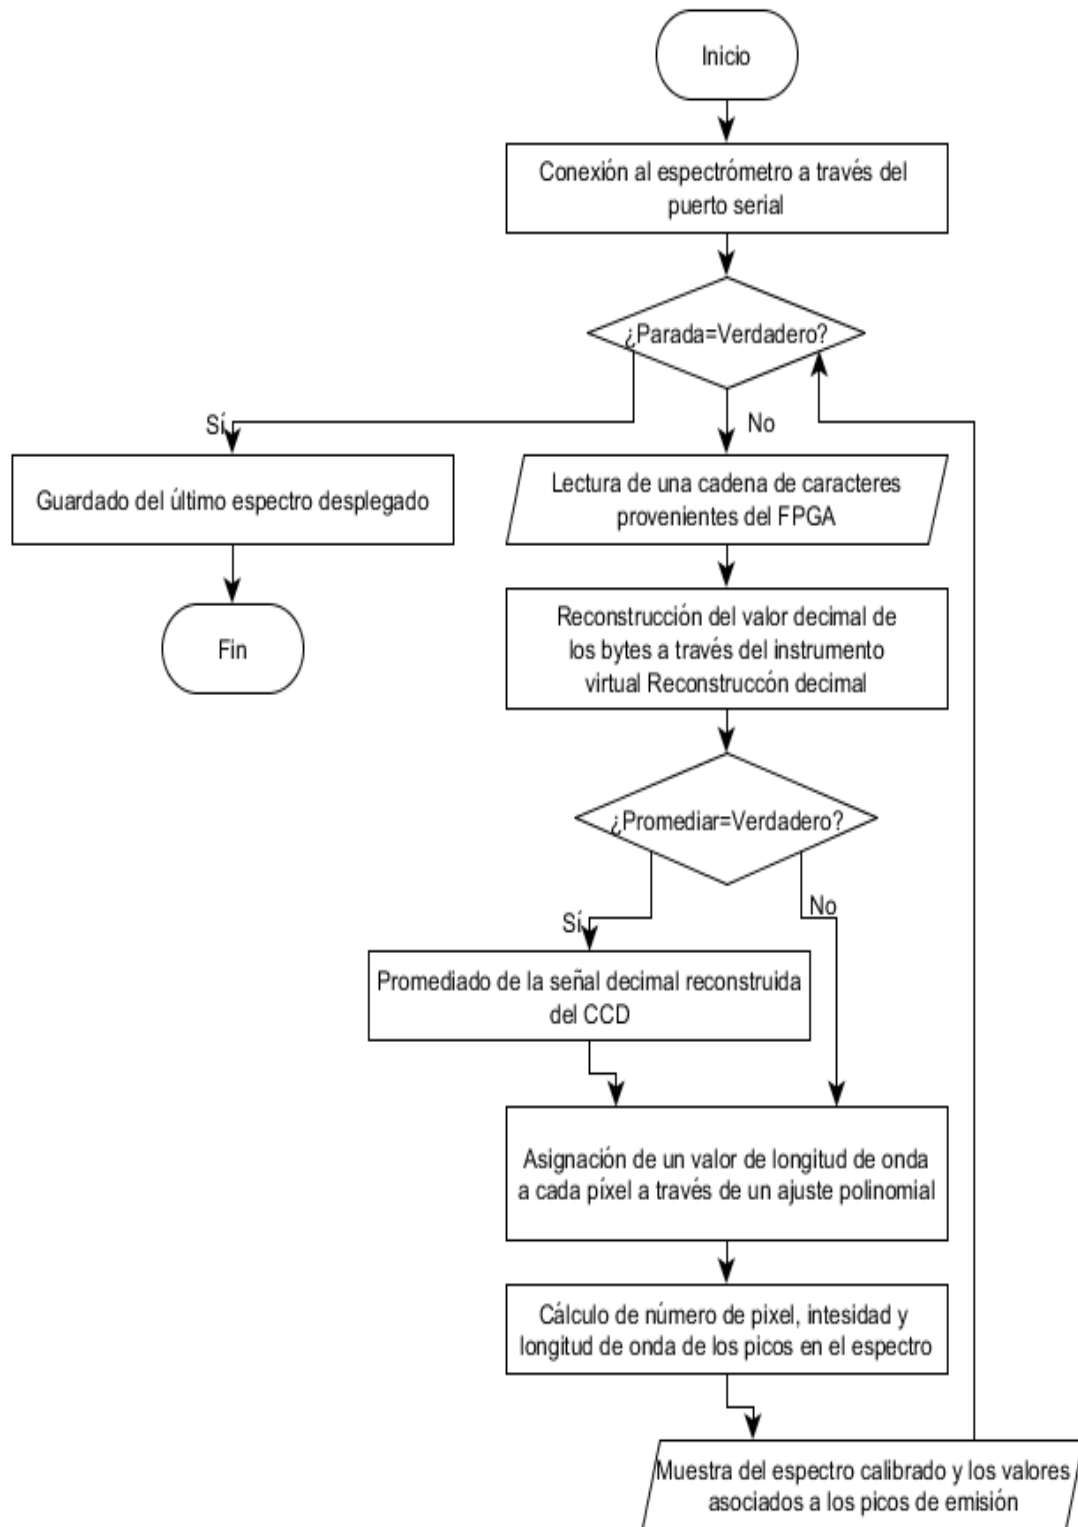 Inicio
Conexión al espectrómetro a través del
puerto serial
¿Parada=Verdadero?
Sí
No
Guardado del último espectro desplegado
Fin
Lectura de una cadena de caracteres
provenientes del FPGA
Reconstrucción del valor decimal de
los bytes a través del instrumento
virtual Reconstruccón decimal
¿Promediar=Verdadero?
Sí
No
Promediado de la señal decimal reconstruida
del CCD
Asignación de un valor de longitud de onda
a cada píxel a través de un ajuste polinomial
Cálculo de número de pixel, intesidad y
longitud de onda de los picos en el espectro
Muestra del espectro calibrado y los valores
asociados a los picos de emisión